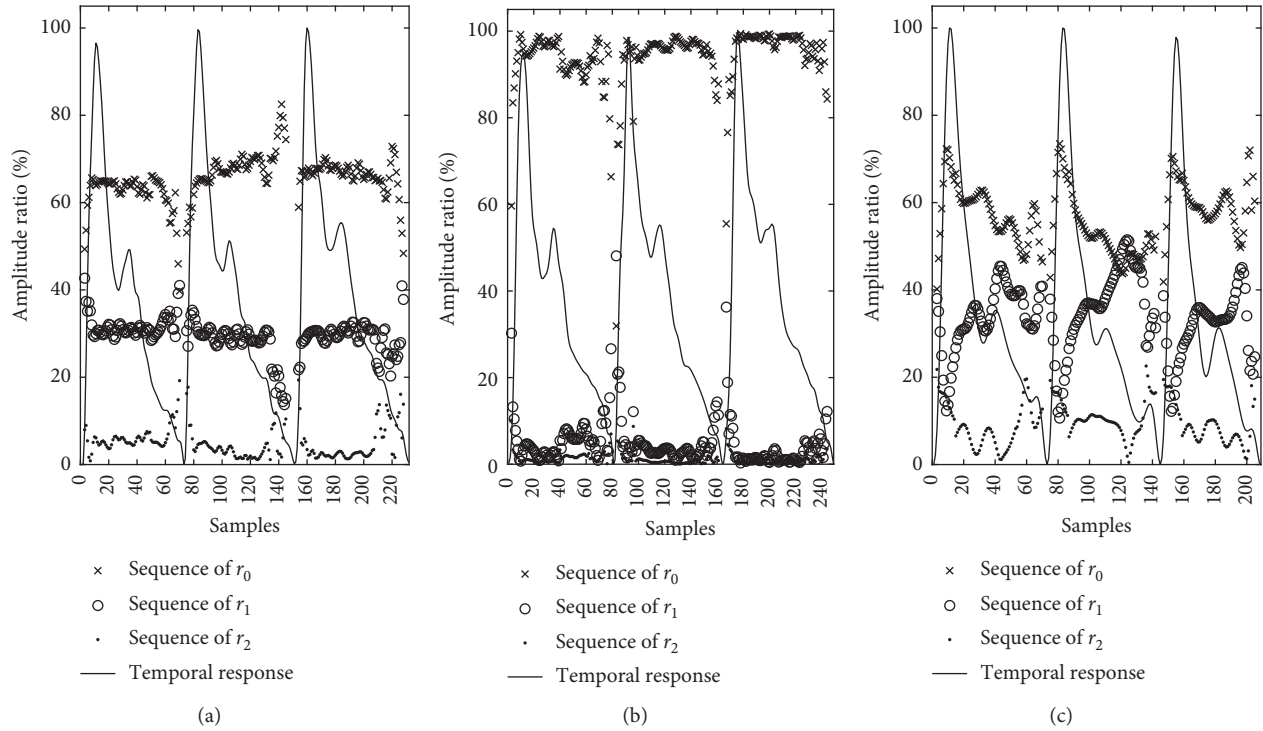 100
80
60
40
20
0
Amplitude ratio (%)
0
20
40
60
80
100
120
140
160
180
200
220
Samples
× Sequence of r0
Sequence of r1
Sequence of r2
Temporal response
(a)
100
80
60
40
20
0
Amplitude ratio (%)
0
20
40
60
80
100
120
140
160
180
200
220
240
Samples
× Sequence of r0
Sequence of r1
Sequence of r2
Temporal response
(b)
100
80
60
40
20
0
Amplitude ratio (%)
0
20
40
60
80
100
120
140
160
180
200
Samples
× Sequence of r0
Sequence of r1
Sequence of r2
Temporal response
(c)